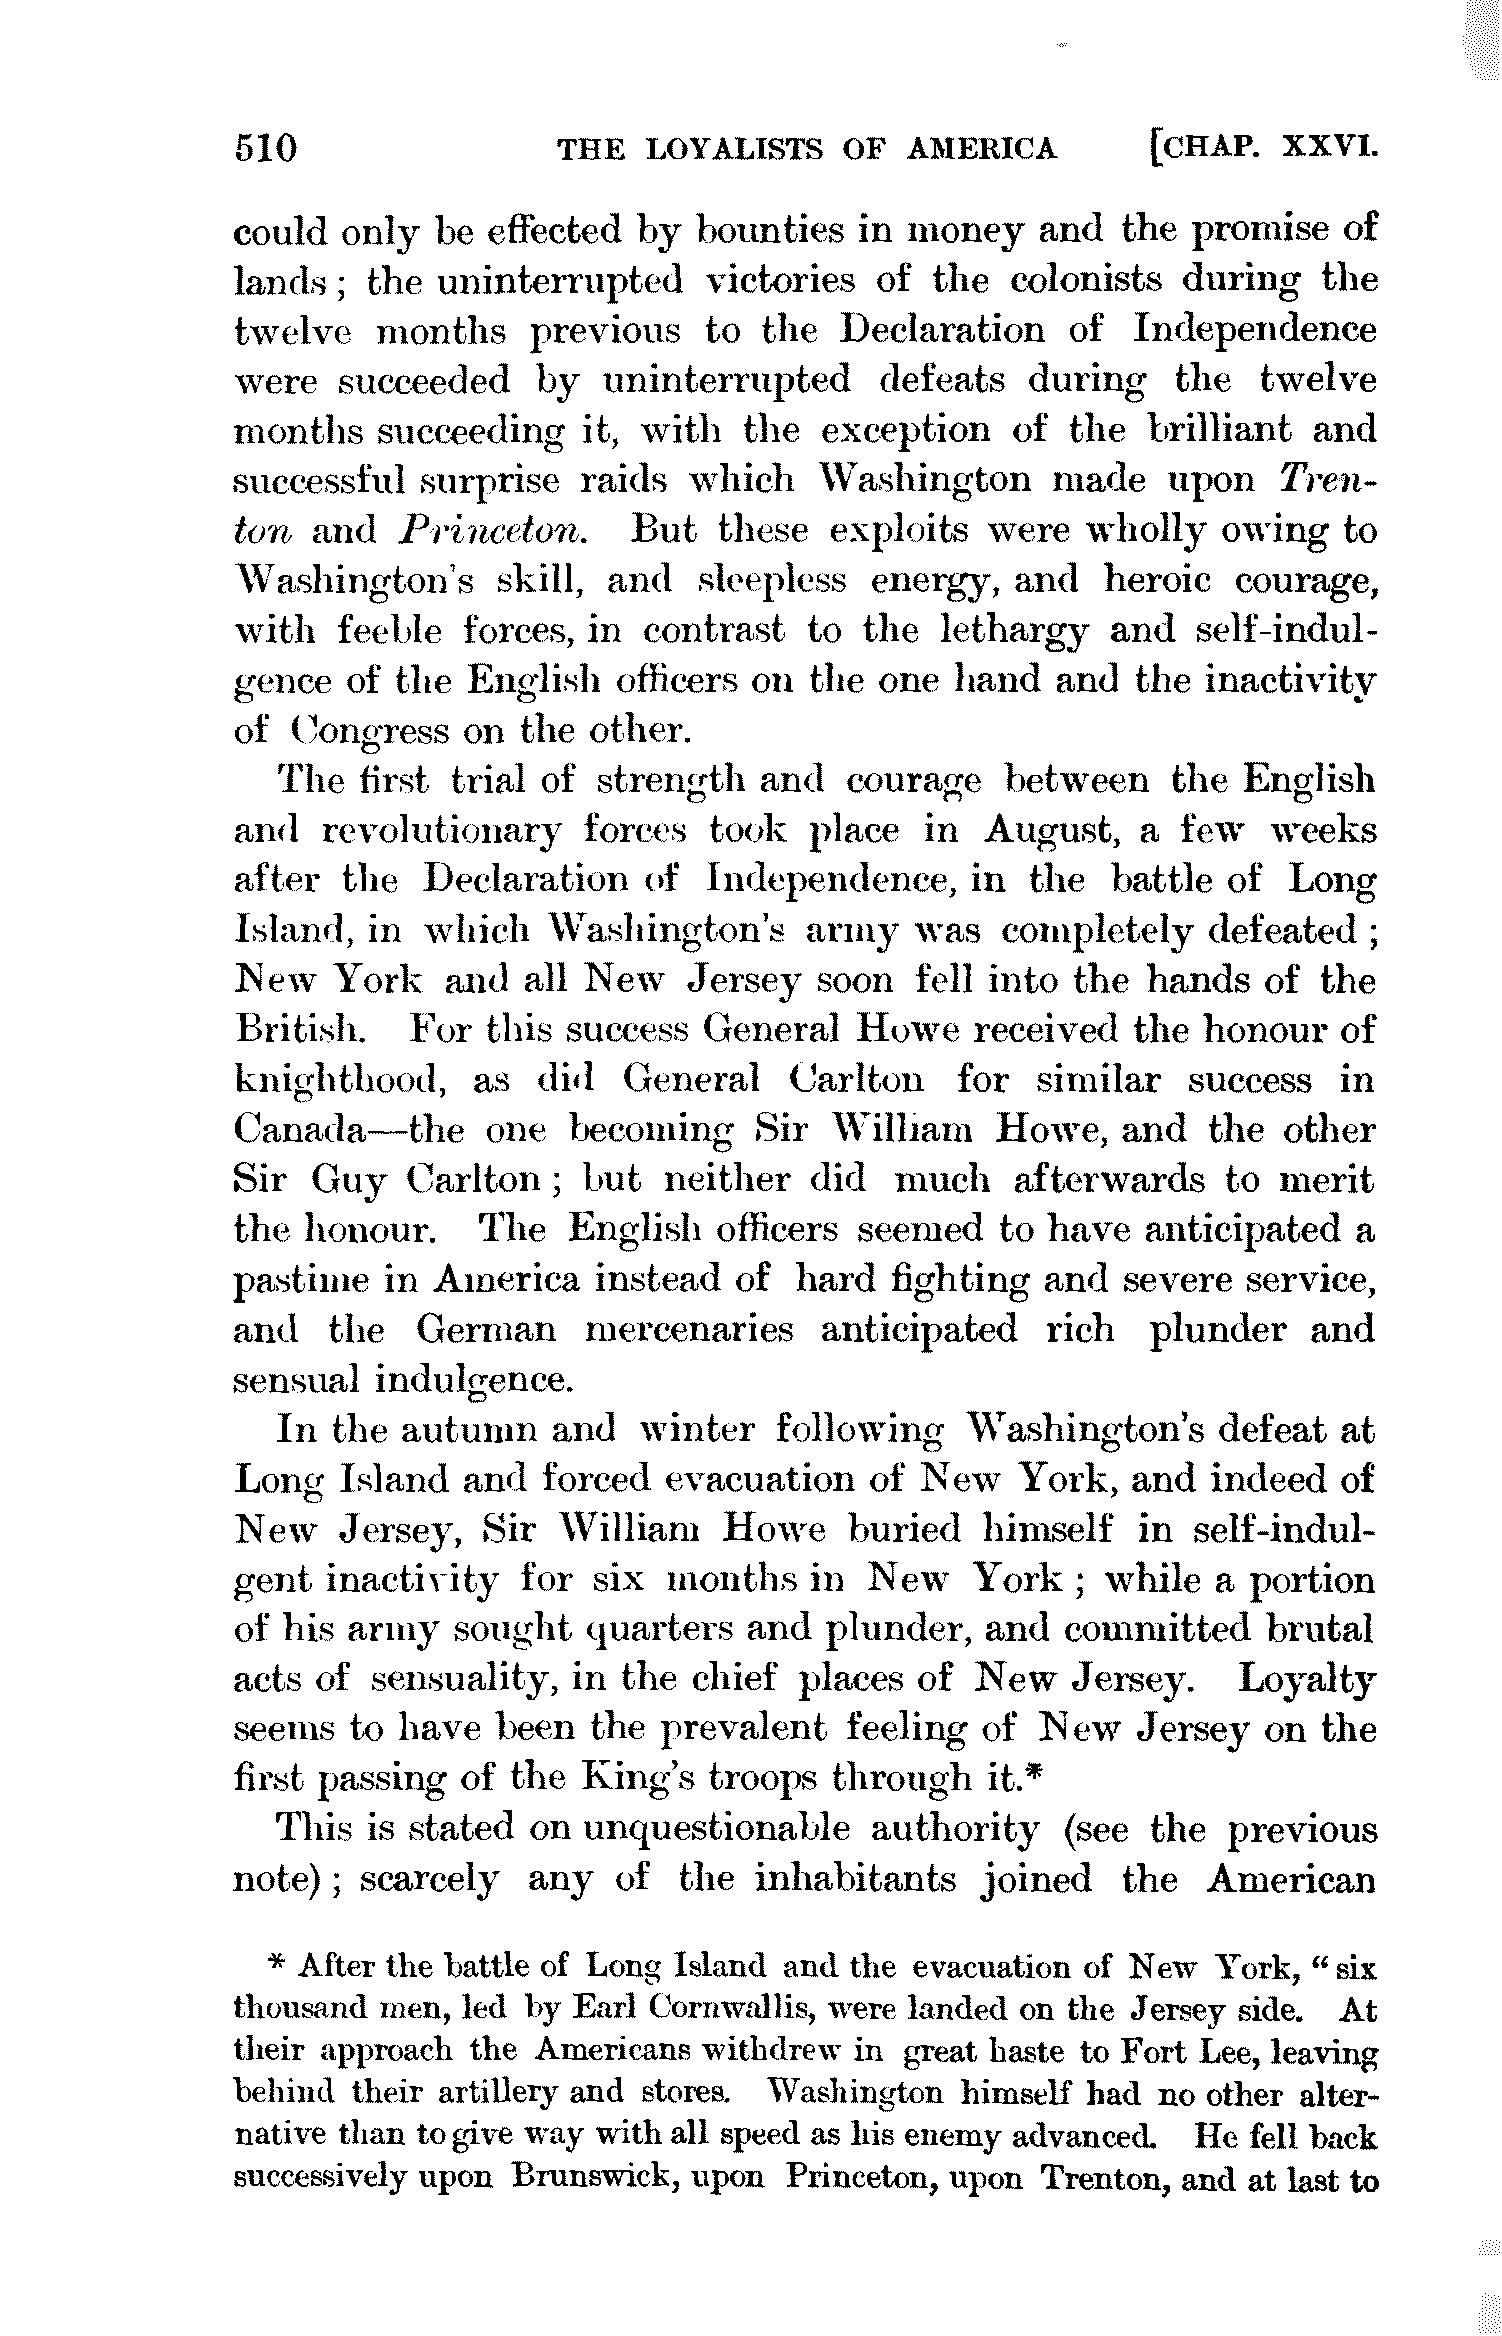 510 THE LOYALISTS OF AMERICA [CHAP. XXVI.
could only be effected by bounties in money and the promise of
lands ; the uninterrupted victories of the colonists during the
twelve months previous to the Declaration of Independence
were succeeded by uninterrupted defeats during the twelve
months succeeding it, with the exception of the brilliant and
successful surprise raids which Washington made upon Tren-
ton and Princeton. But these exploits were wholly owing to
Washington's skill, and sleepless energy, and heroic courage,
with feeble forces, in contrast to the lethargy and self-indul-
gence of the English officers on the one hand and the inactivity
of Congress on the other.
The first trial of strength and courage between the English
and revolutionary forces took place in August, a few weeks
after the Declaration of Independence, in the battle of Long
Island, in which Washington's army was completely defeated ;
New York and all New Jersey soon fell into the hands of the
British. For this success General Howe received the honour of
knighthood, as did General Carlton for similar success in
Canada—the one becoming Sir William Howe, and the other
Sir Guy Carlton ; but neither did much afterwards to merit
the honour. The English officers seemed to have anticipated a
pastime in America instead of hard fighting and severe service,
and the German mercenaries anticipated rich plunder and
sensual indulgence.
In the autumn and winter following Washington's defeat at
Long Island and forced evacuation of New York, and indeed of
New Jersey, Sir William Howe buried himself in self-indul-
gent inactivity for six months in New York ; while a portion
of his army sought quarters and plunder, and committed brutal
acts of sensuality, in the chief places of New Jersey. Loyalty
seems to have been the prevalent feeling of New Jersey on the
first passing of the King's troops through it.*
This is stated on unquestionable authority (see the previous
note) ; scarcely any of the inhabitants joined the American
* After the battle of Long Island and the evacuation of New York, "six
thousand men, led by Earl Cornwallis, were landed on the Jersey side. At
their approach the Americans withdrew in great haste to Fort Lee, leaving
behind their artillery and stores. Washington himself had no other alter-
native than to give way with all speed as his enemy advanced. He fell back
successively upon Brunswick, upon Princeton, upon Trenton, and at last to